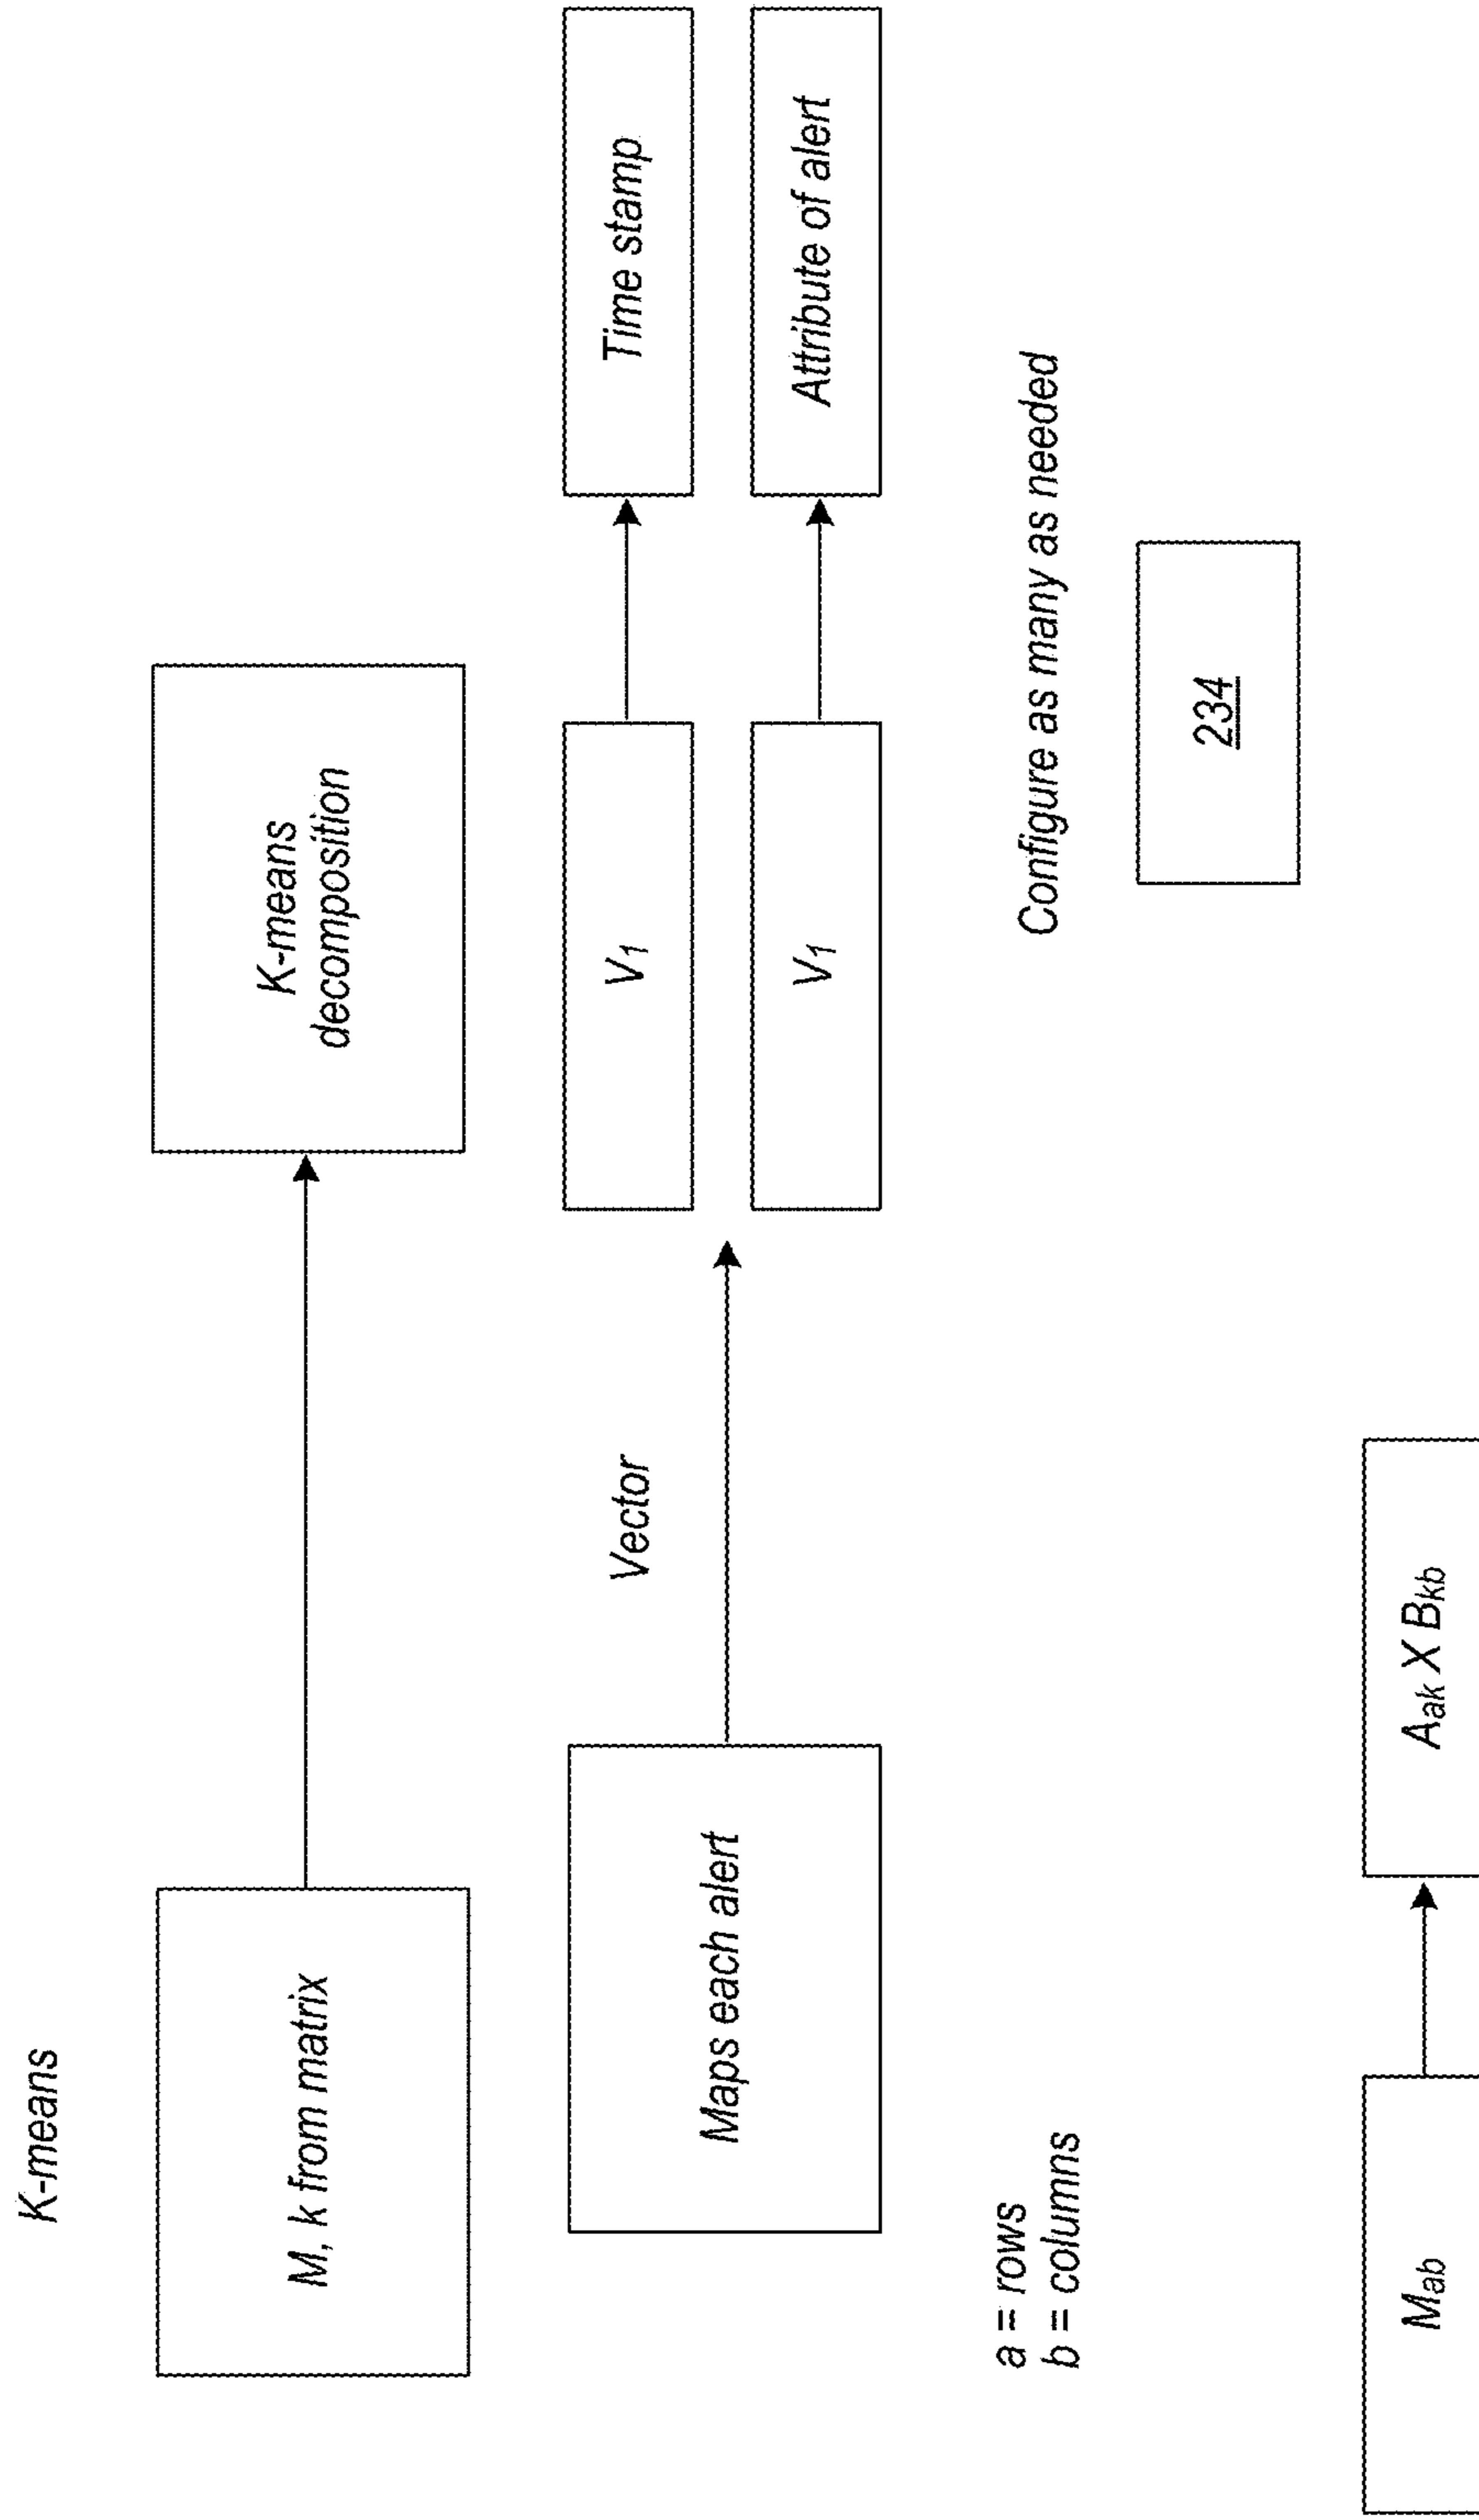 K-means
M, k from matrix
K-means
decomposition
Maps each alert
Vector
V1
Time stamp
V1
Attribute of alert
a = rows
b = columns
Configure as many as needed
234
Mab
Aak X Bkb